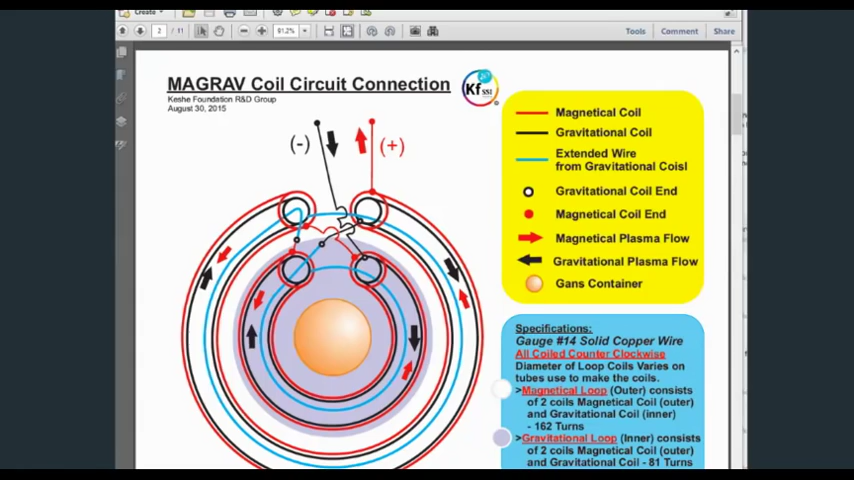 Create
2 / 11
91.2%
Tools
Comment
Share
MAGRAV Coil Circuit Connection
Keshe Foundation R&D Group
August 30, 2015
Kf SSI
(-)
(+)
Magnetical Coil
Gravitational Coil
Extended Wire
from Gravitational Coisl
Gravitational Coil End
Magnetical Coil End
Magnetical Plasma Flow
Gravitational Plasma Flow
Gans Container
Specifications:
Gauge #14 Solid Copper Wire
All Coiled Counter Clockwise
Diameter of Loop Coils Varies on
tubes use to make the coils.
>Magnetical Loop (Outer) consists
of 2 coils Magnetical Coil (outer)
and Gravitational Coil (inner)
- 162 Turns
>Gravitational Loop (Inner) consists
of 2 coils Magnetical Coil (outer)
and Gravitational Coil - 81 Turns